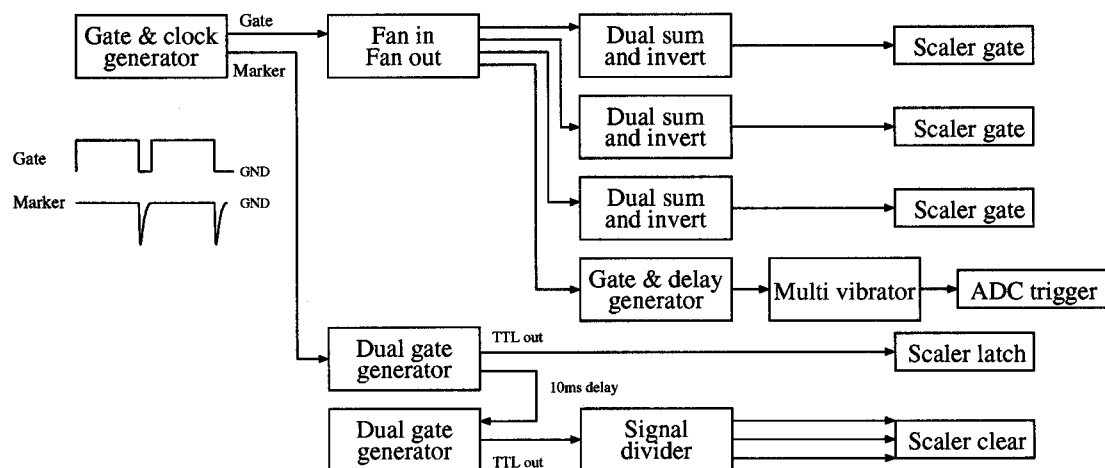 Gate & clock
generator
Gate
Marker
Fan in
Fan out
Dual sum
and invert
Scaler gate
Dual sum
and invert
Scaler gate
Dual sum
and invert
Scaler gate
Gate
GND
Marker
GND
Gate & delay
generator
Multi vibrator
ADC trigger
Dual gate
generator
TTL out
Scaler latch
10ms delay
Dual gate
generator
TTL out
Signal
divider
Scaler clear